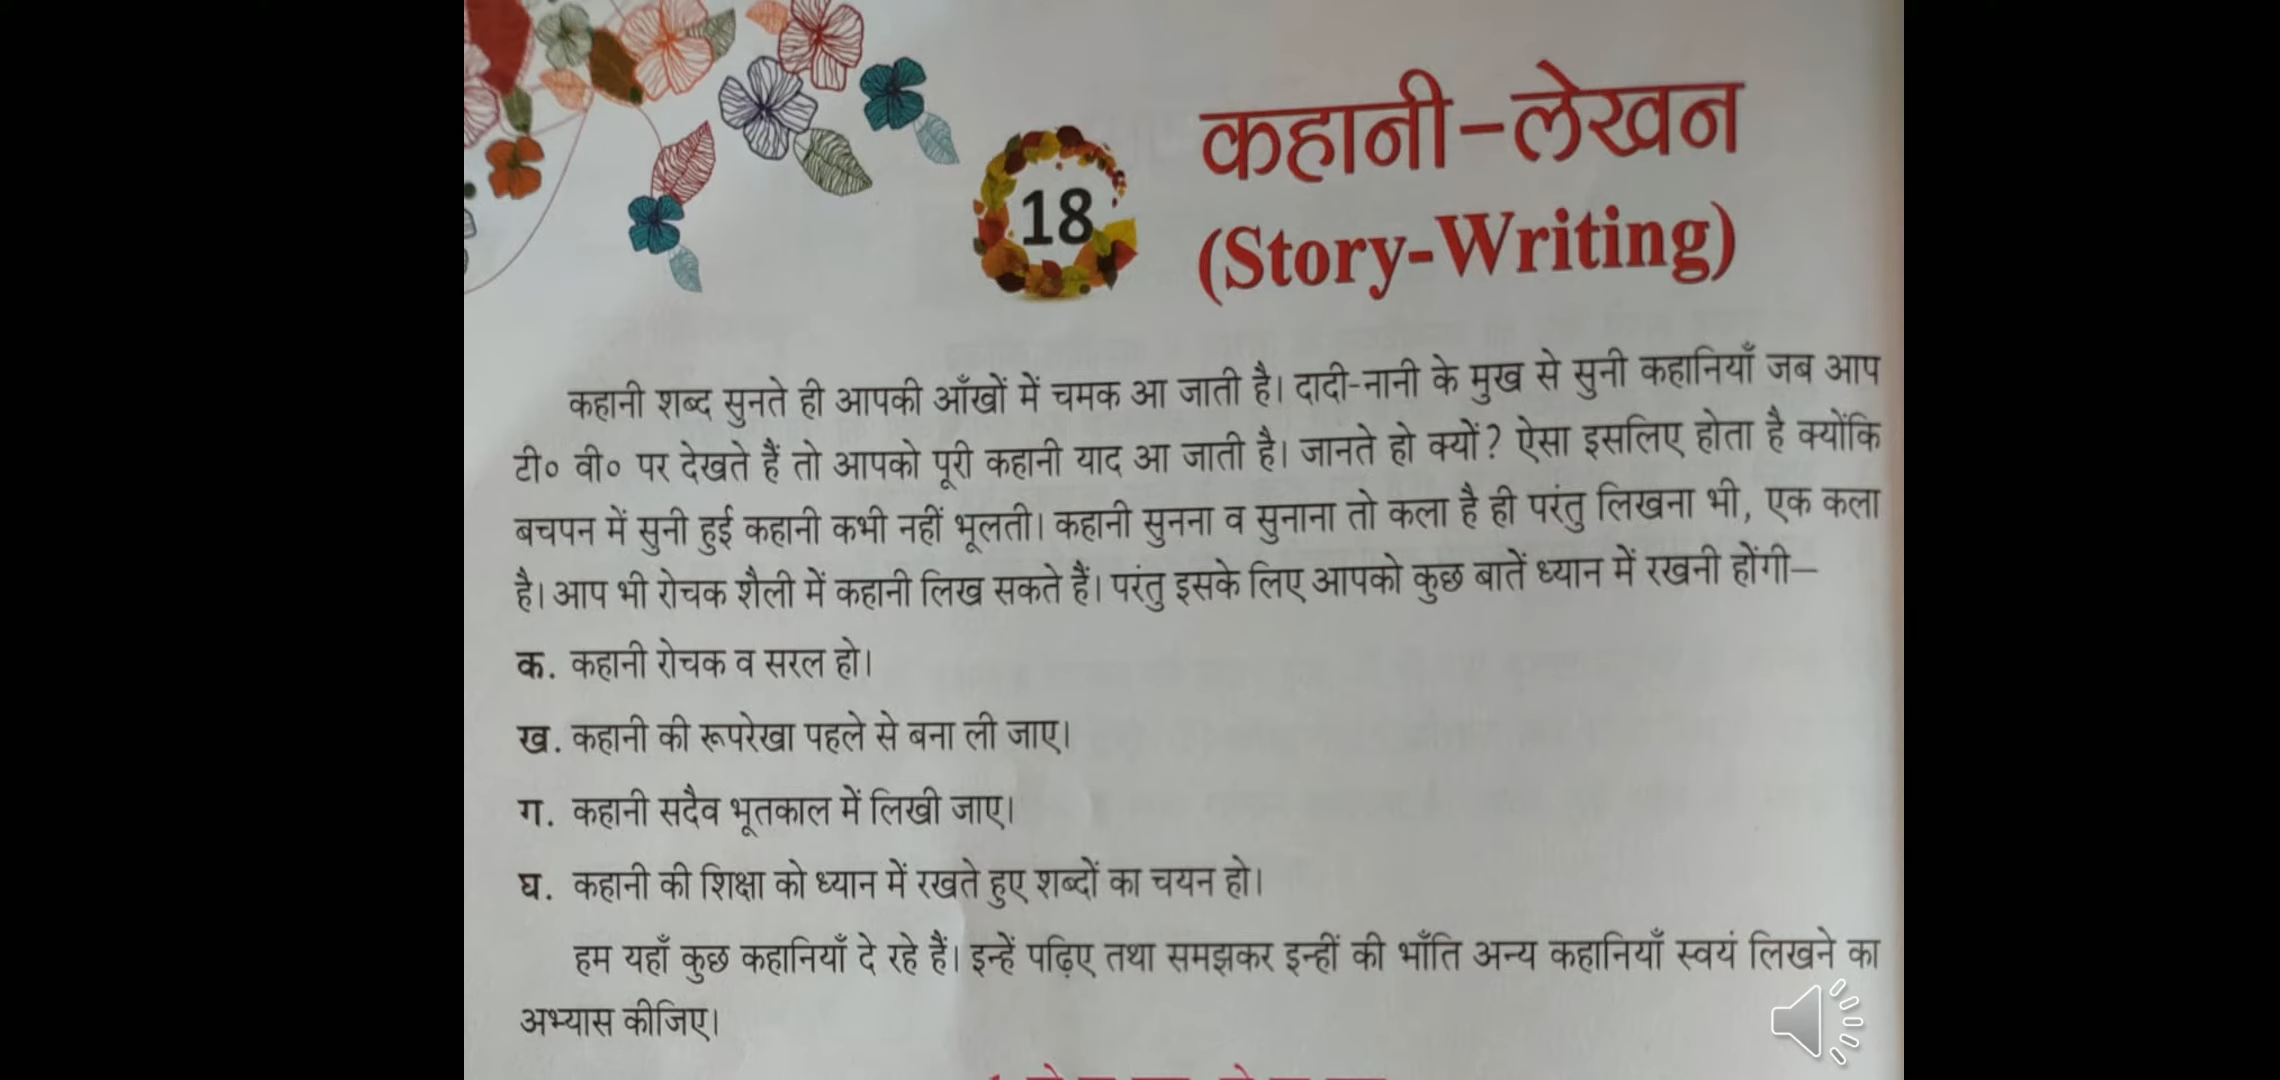 18
कहानी-लेखन
(Story-Writing)
कहानी शब्द सुनते ही आपकी आँखों में चमक आ जाती है। दादी-नानी के मुख से सुनी कहानियाँ जब आप
टी० वी० पर देखते हैं तो आपको पूरी कहानी याद आ जाती है। जानते हो क्यों? ऐसा इसलिए होता है क्योंकि
बचपन में सुनी हुई कहानी कभी नहीं भूलती। कहानी सुनना व सुनाना तो कला है ही परंतु लिखना भी, एक कला
है। आप भी रोचक शैली में कहानी लिख सकते हैं। परंतु इसके लिए आपको कुछ बातें ध्यान में रखनी होंगी—
क. कहानी रोचक व सरल हो।
ख. कहानी की रूपरेखा पहले से बना ली जाए।
ग. कहानी सदैव भूतकाल में लिखी जाए।
घ. कहानी की शिक्षा को ध्यान में रखते हुए शब्दों का चयन हो।
हम यहाँ कुछ कहानियाँ दे रहे हैं। इन्हें पढ़िए तथा समझकर इन्हीं की भाँति अन्य कहानियाँ स्वयं लिखने का
अभ्यास कीजिए।